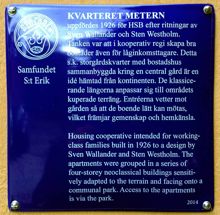 KVARTERET METERN
uppfördes 1926 för HSB efter ritningar av
Sven Wallander och Sten Westholm.
Tanken var att i kooperativ regi skapa bra
bostäder även för låginkomsttagare. Detta
s.k. storgårdskvarter med bostadshus
sammanbyggda kring en central gård är en
idé hämtad från kontinenten. De klassice-
rande längorna anpassar sig till områdets
kuperade terräng. Entréerna vetter mot
gården så att de boende lätt kan mötas,
vilket främjar gemenskap och hemkänsla.
Samfundet
S:t Erik
Housing cooperative intended for working-
class families built in 1926 to a design by
Sven Wallander and Sten Westholm. The
apartments were grouped in a series of
four-storey neoclassical buildings sensiti-
vely adapted to the terrain and facing onto a
communal park. Access to the apartments
is via the park.
2014